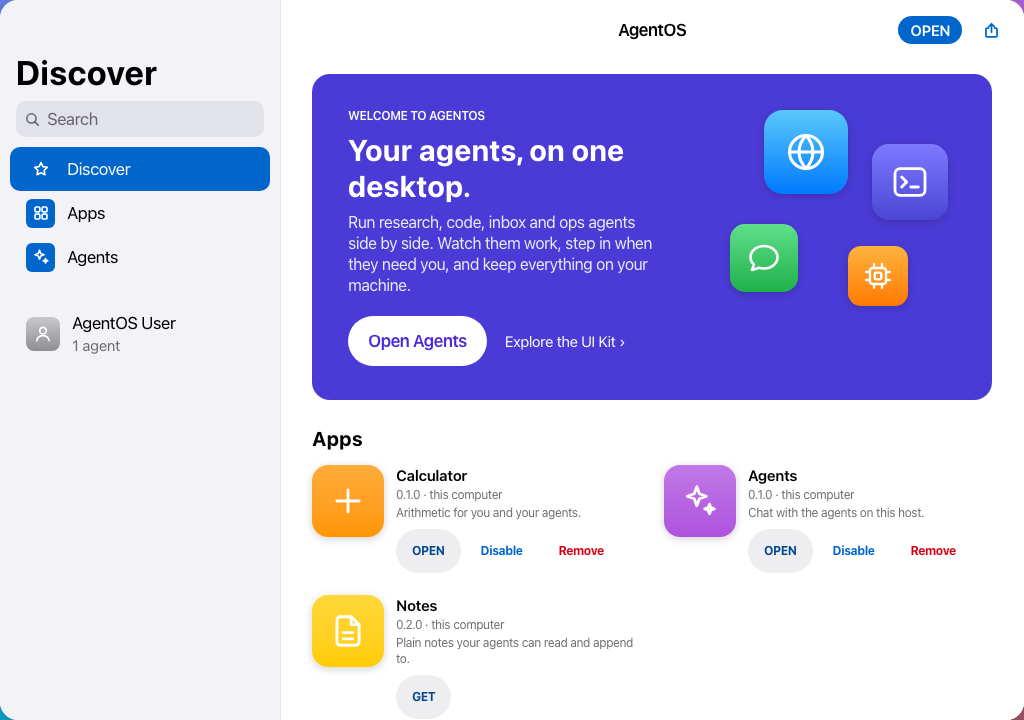 Discover
Search
Discover
Apps
Agents
AgentOS User
1 agent
AgentOS
OPEN
WELCOME TO AGENTOS
Your agents, on one
desktop.
Run research, code, inbox and ops agents
side by side. Watch them work, step in when
they need you, and keep everything on your
machine.
Open Agents
Explore the UI Kit ›
Apps
Calculator
0.1.0 · this computer
Arithmetic for you and your agents.
OPEN
Disable
Remove
Agents
0.1.0 · this computer
Chat with the agents on this host.
OPEN
Disable
Remove
Notes
0.2.0 · this computer
Plain notes your agents can read and append
to.
GET